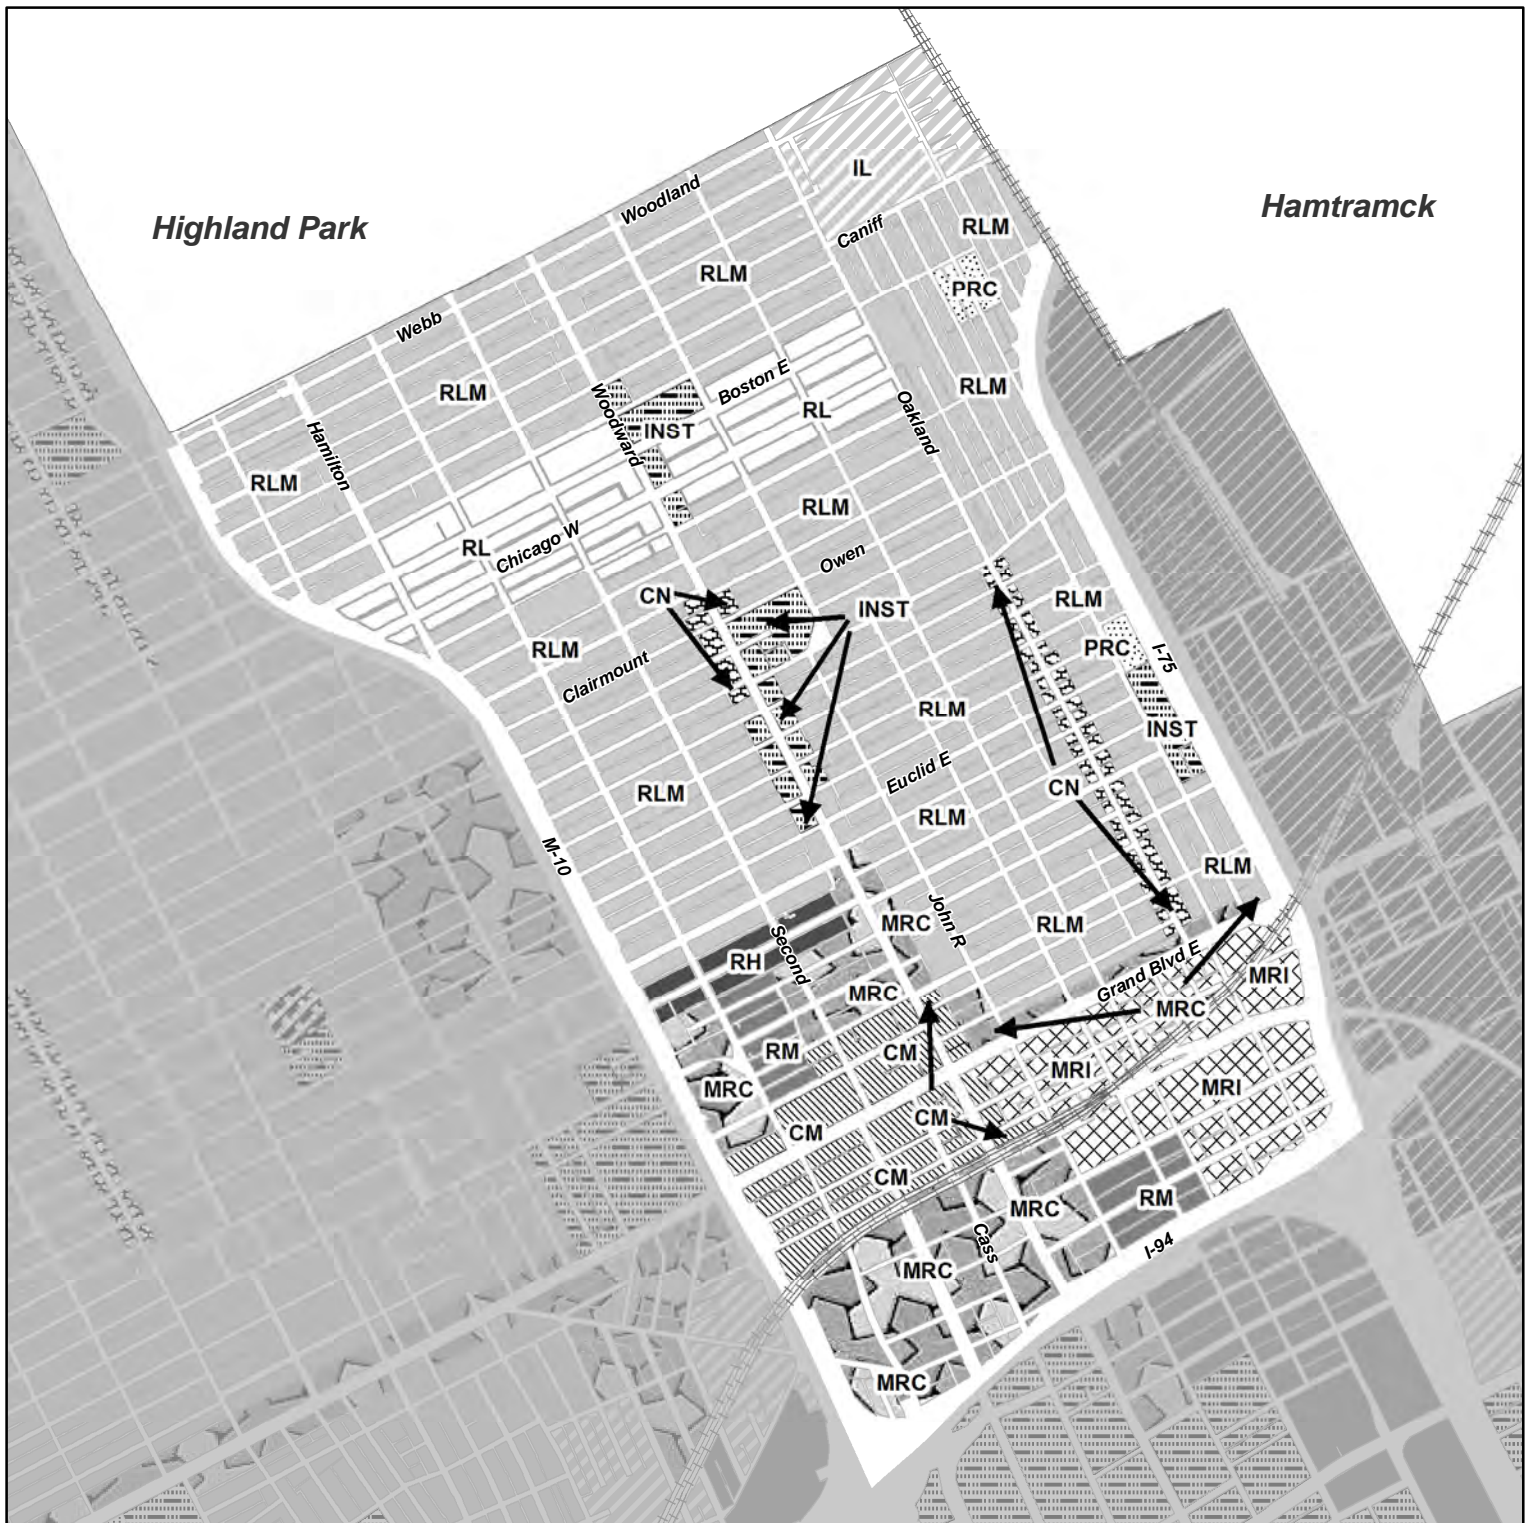 IL
Woodland
Hamtramck
Highland Park
Caniff
RLM
RLM
PRC
Webb
Boston E
RLM
RLM
Woodward
RL
Oakland
INST
Hamilton
RLM
RLM
Chicago W
RL
Owen
CN
INST
RLM
RLM
Clairmount
PRC
I-75
RLM
INST
Euclid E
CN
RLM
RLM
M-10
RLM
John R
MRC
RLM
Second
RH
Grand Blvd E
MRI
MRC
MRC
RM
CM
MRI
MRC
MRI
CM
CM
CM
RM
MRC
Cass
I-94
MRC
MRC